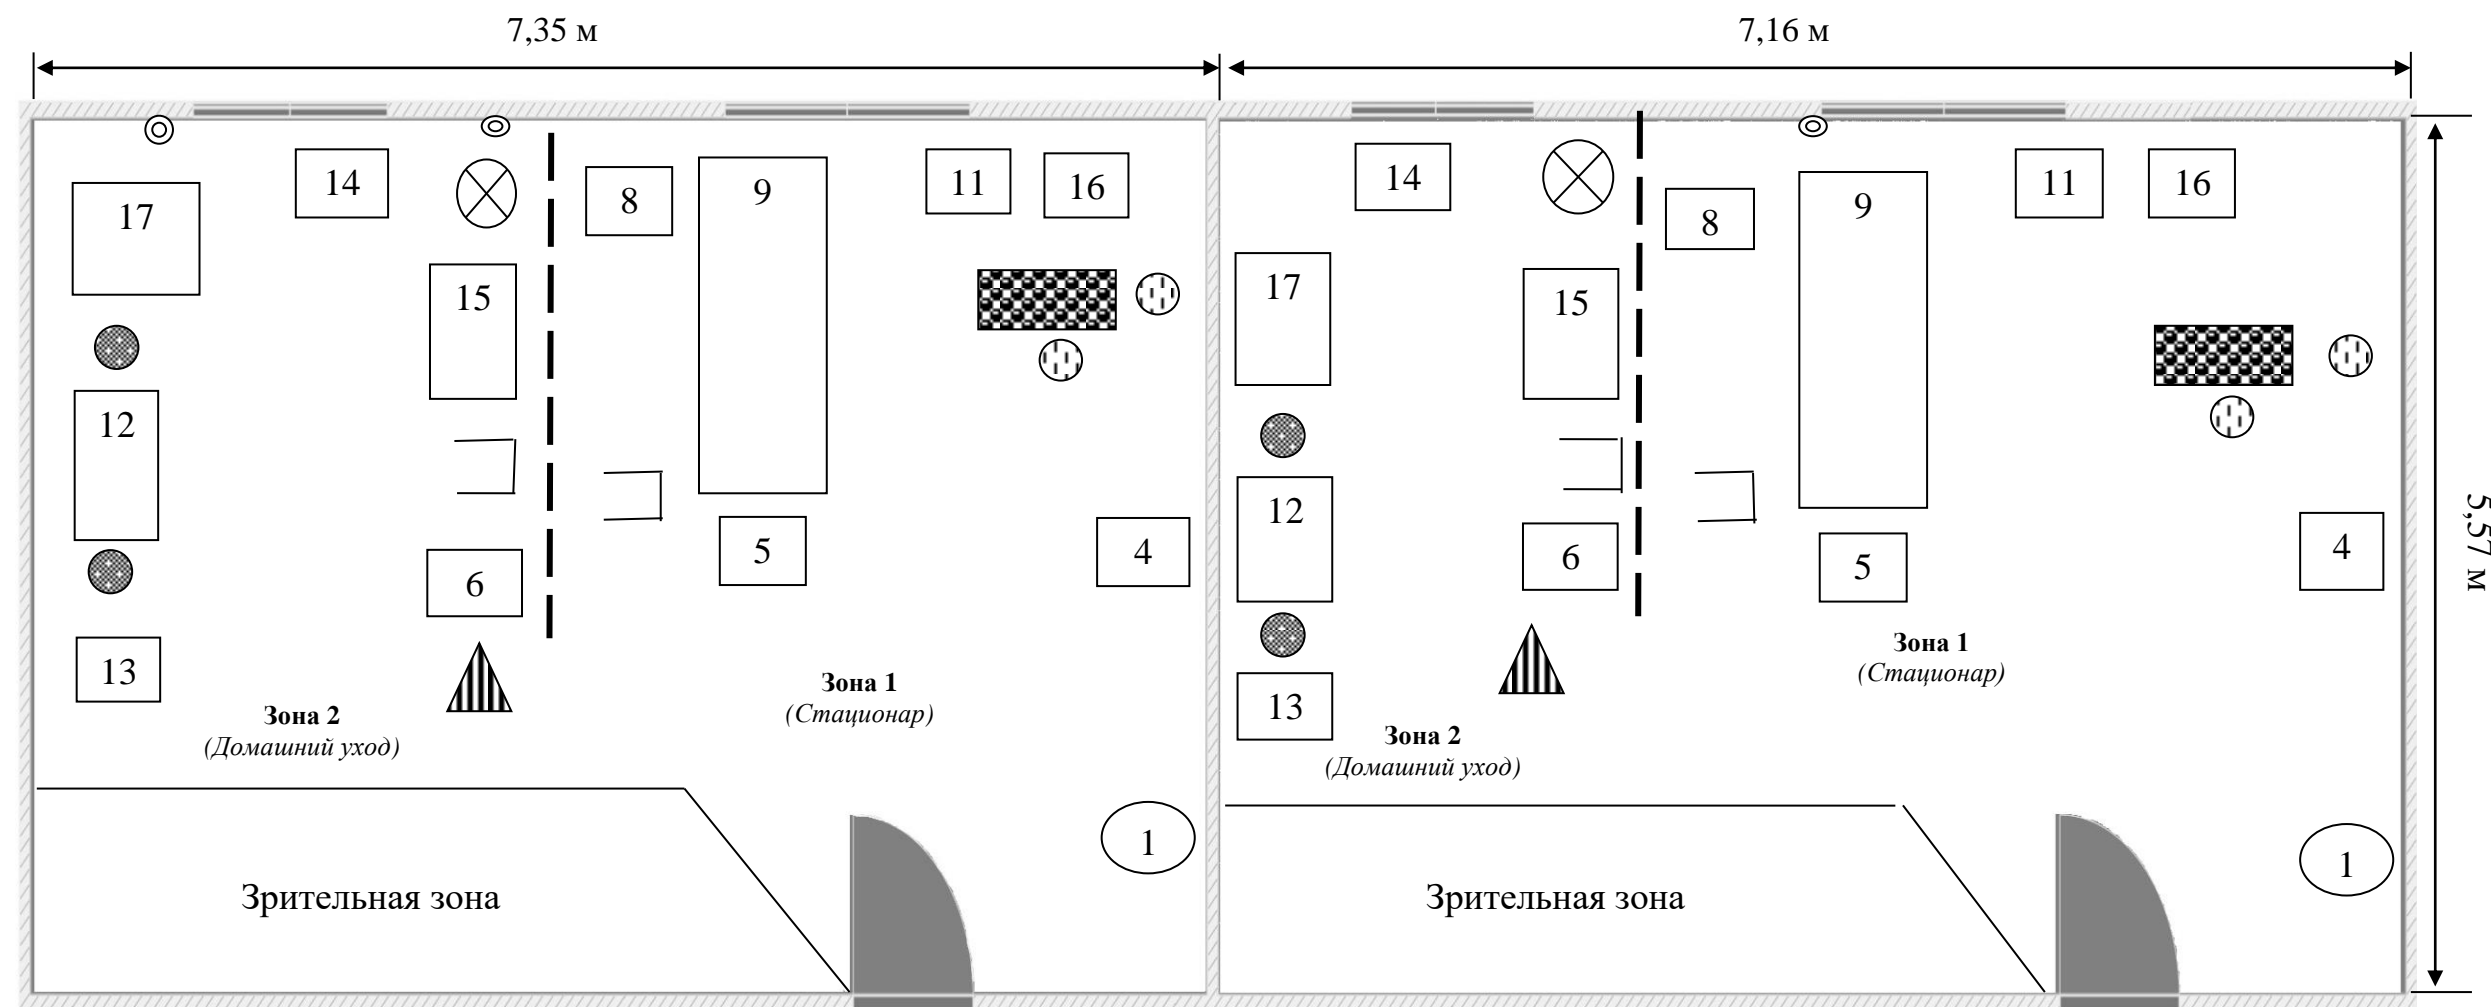 7,35 м
7,16 м
14
8
9
11
16
17
15
12
6
5
4
13
Зона 1
(Стационар)
Зона 2
(Домашний уход)
1
Зрительная зона
14
8
9
11
16
17
15
12
6
5
4
13
Зона 1
(Стационар)
Зона 2
(Домашний уход)
1
Зрительная зона
5,57 м